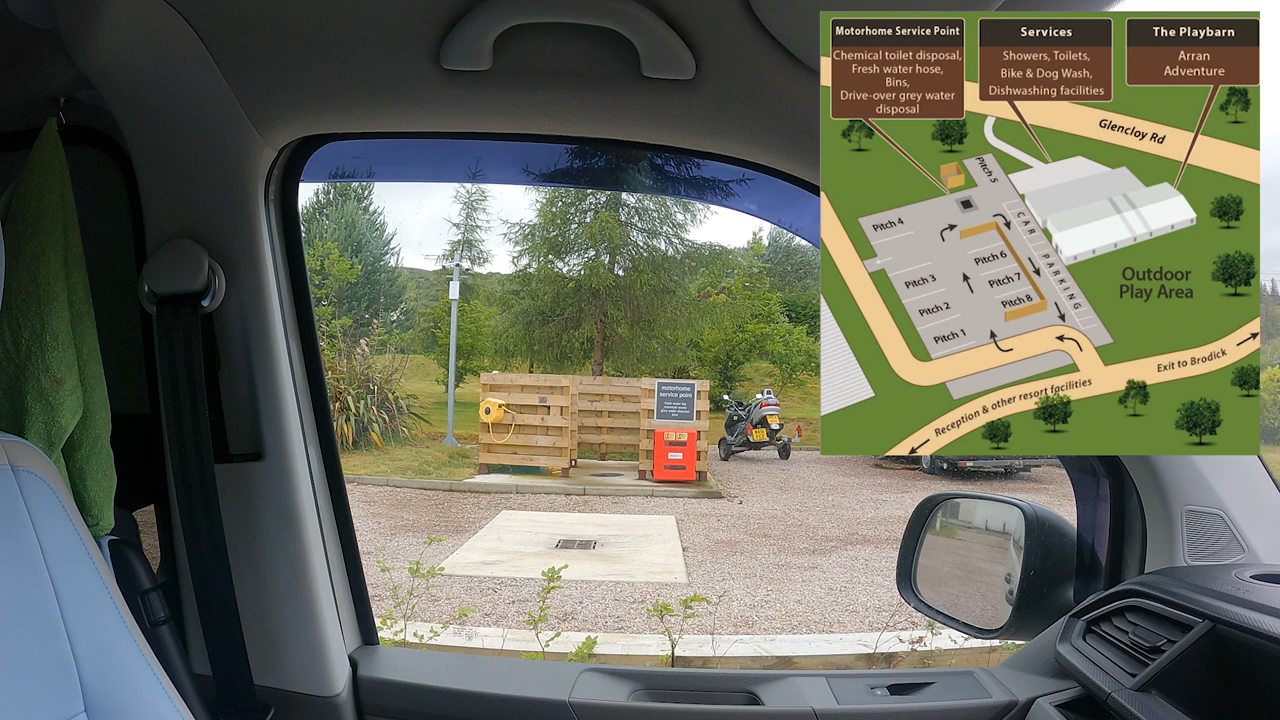 Motorhome Service Point
Chemical toilet disposal,
Fresh water hose,
Bins,
Drive-over grey water
disposal
Services
Showers, Toilets,
Bike & Dog Wash,
Dishwashing facilities
The Playbarn
Arran
Adventure
Glencloy Rd
Pitch 5
Pitch 4
CAR PARKING
Pitch 6
Pitch 3
Pitch 7
Pitch 8
Pitch 2
Pitch 1
Outdoor
Play Area
Exit to Brodick
Reception & other resort facilities
motorhome
service point